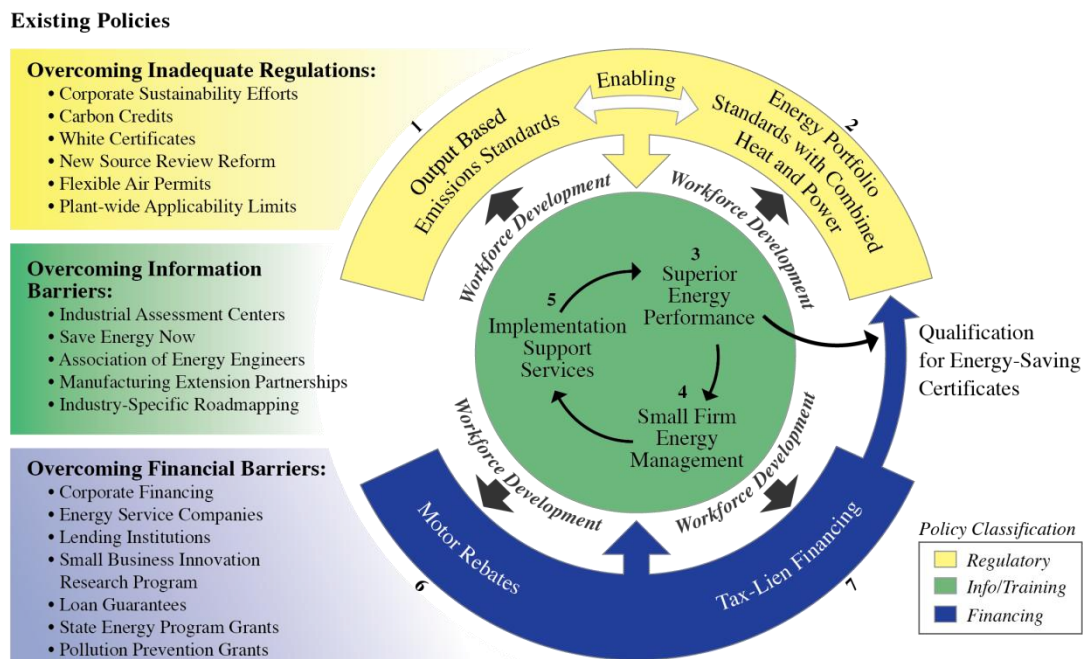 Existing Policies
Overcoming Inadequate Regulations:
• Corporate Sustainability Efforts
• Carbon Credits
• White Certificates
• New Source Review Reform
• Flexible Air Permits
• Plant-wide Applicability Limits
Overcoming Information
Barriers:
• Industrial Assessment Centers
• Save Energy Now
• Association of Energy Engineers
• Manufacturing Extension Partnerships
• Industry-Specific Roadmapping
Overcoming Financial Barriers:
• Corporate Financing
• Energy Service Companies
• Lending Institutions
• Small Business Innovation
Research Program
• Loan Guarantees
• State Energy Program Grants
• Pollution Prevention Grants
1
Output Based
Emissions Standards
Enabling
2
Energy Portfolio
Standards with Combined
Heat and Power
Workforce Development
Workforce Development
3
Superior
Energy
Performance
5
Implementation
Support
Services
4
Small Firm
Energy
Management
Qualification
for Energy-Saving
Certificates
Workforce Development
Workforce Development
6
Motor Rebates
Tax-Lien Financing
7
Policy Classification
Regulatory
Info/Training
Financing